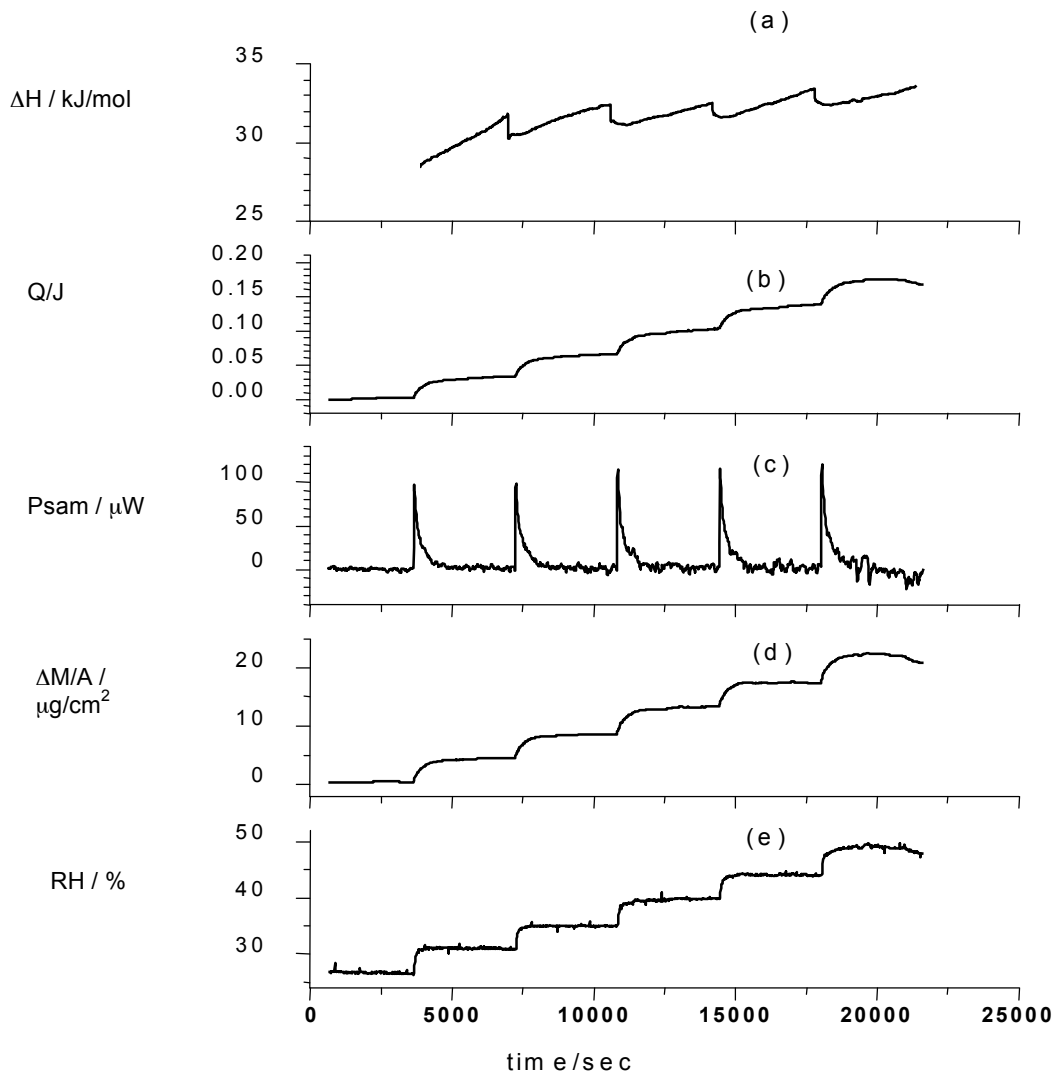 (a)
35
ΔH / kJ/mol
30
25
0.20
(b)
Q/J
0.15
0.10
0.05
0.00
(c)
100
Psam / μW
50
0
(d)
20
ΔM/A /
μg/cm²
10
0
(e)
50
RH / %
40
30
0 5000 10000 15000 20000 25000
time/sec